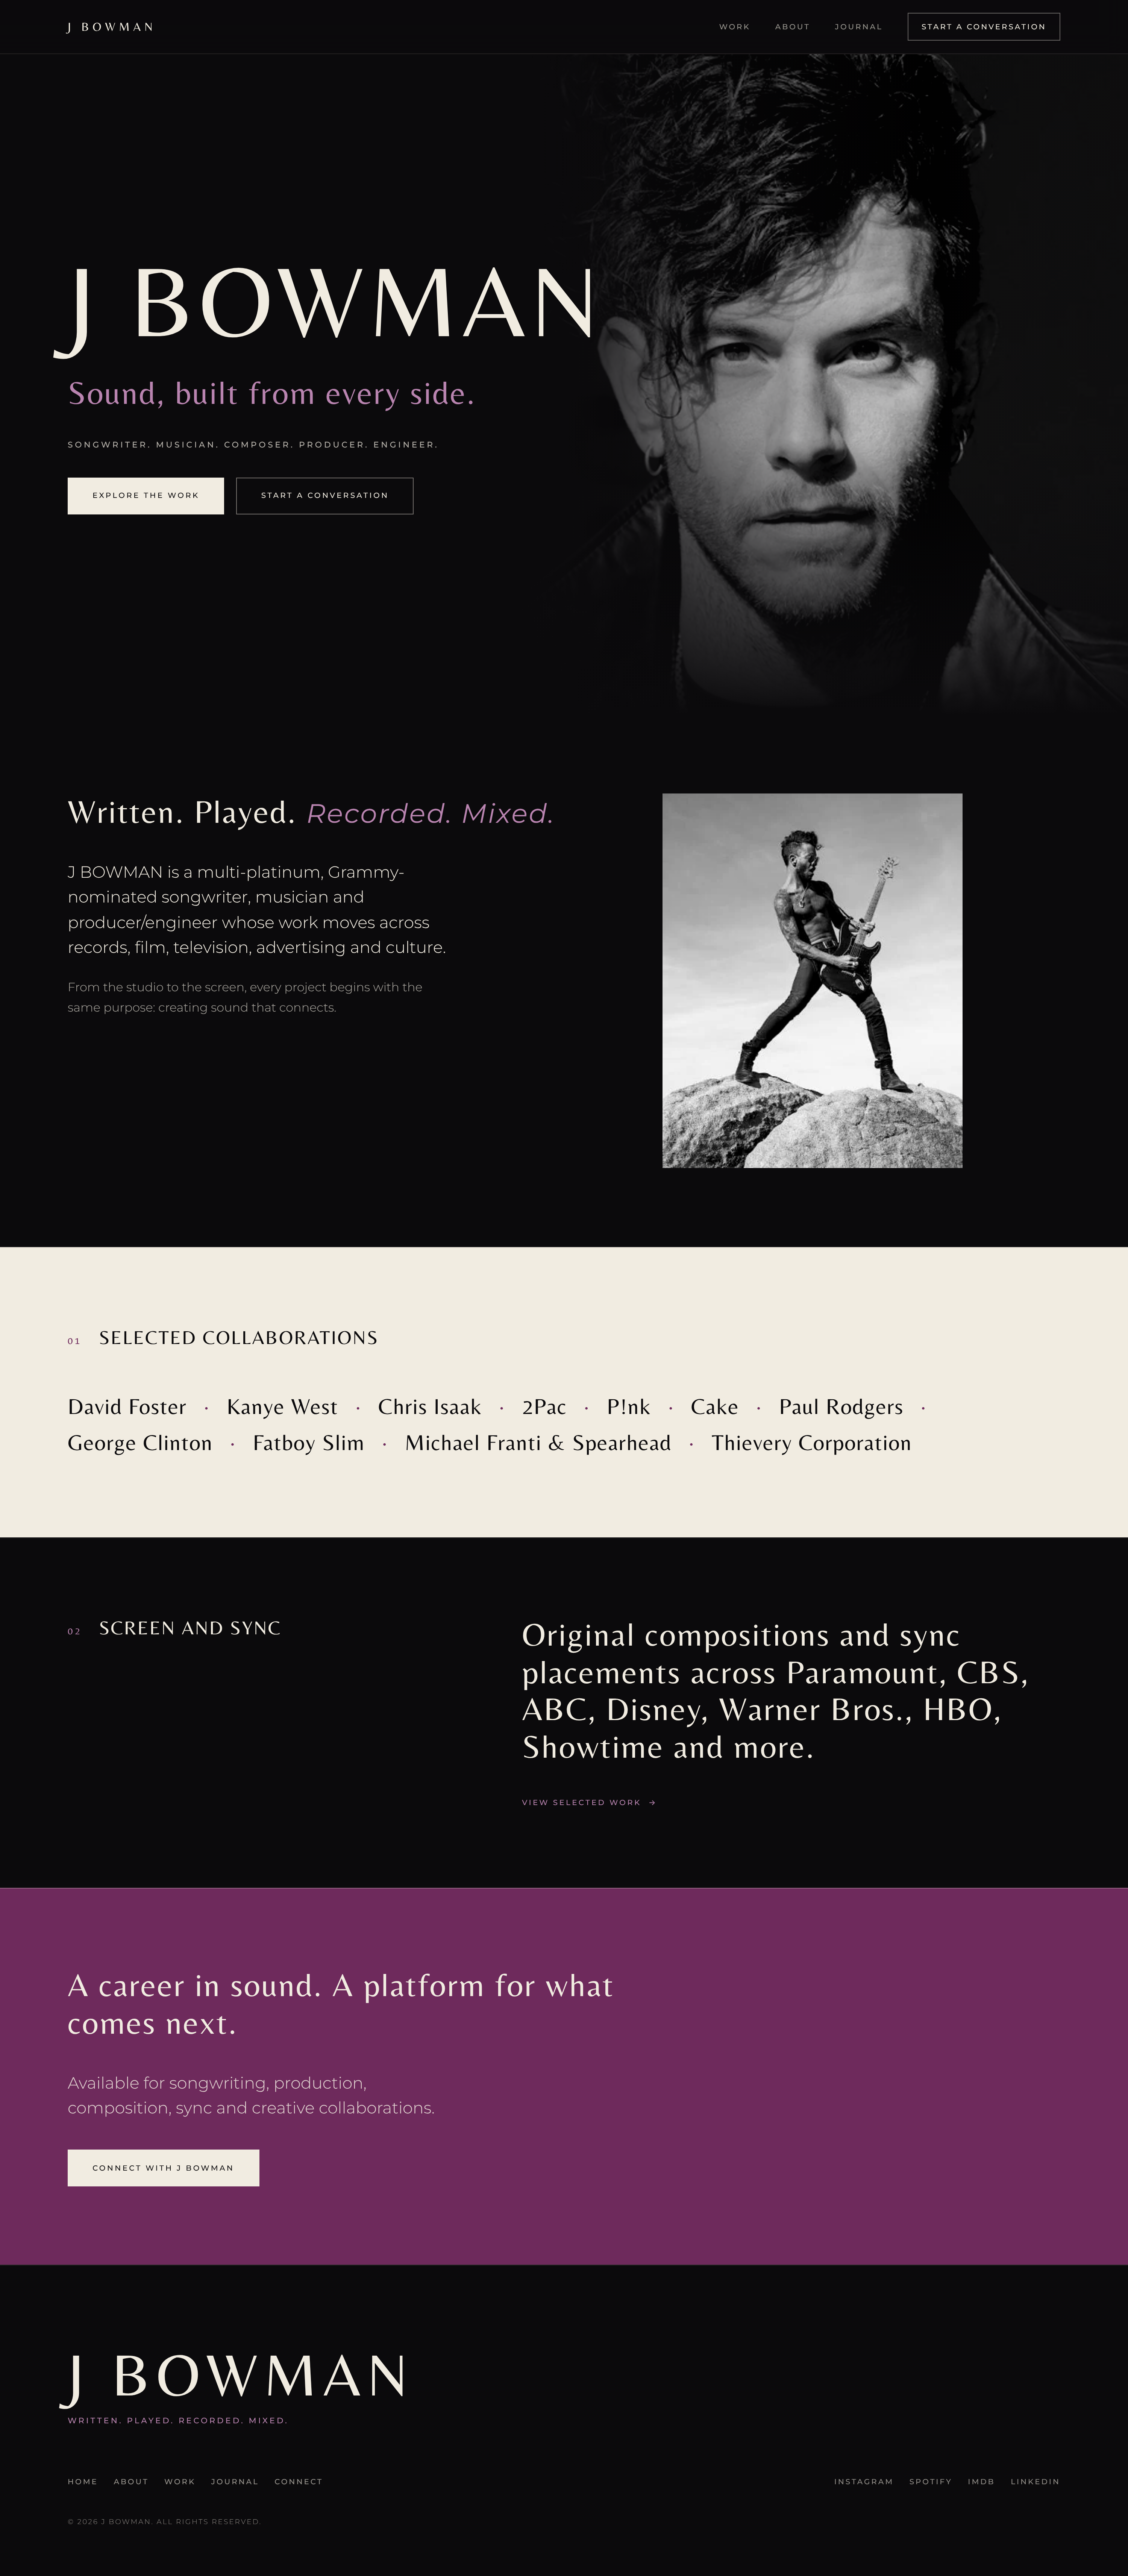 J BOWMAN
WORK ABOUT JOURNAL START A CONVERSATION
J BOWMAN
Sound, built from every side.
SONGWRITER. MUSICIAN. COMPOSER. PRODUCER. ENGINEER.
EXPLORE THE WORK START A CONVERSATION
Written. Played. Recorded. Mixed.
J BOWMAN is a multi-platinum, Grammy-
nominated songwriter, musician and
producer/engineer whose work moves across
records, film, television, advertising and culture.
From the studio to the screen, every project begins with the
same purpose: creating sound that connects.
01 SELECTED COLLABORATIONS
David Foster · Kanye West · Chris Isaak · 2Pac · P!nk · Cake · Paul Rodgers ·
George Clinton · Fatboy Slim · Michael Franti & Spearhead · Thievery Corporation
02 SCREEN AND SYNC
Original compositions and sync
placements across Paramount, CBS,
ABC, Disney, Warner Bros., HBO,
Showtime and more.
VIEW SELECTED WORK →
A career in sound. A platform for what
comes next.
Available for songwriting, production,
composition, sync and creative collaborations.
CONNECT WITH J BOWMAN
J BOWMAN
WRITTEN. PLAYED. RECORDED. MIXED.
HOME ABOUT WORK JOURNAL CONNECT INSTAGRAM SPOTIFY IMDB LINKEDIN
© 2026 J BOWMAN. ALL RIGHTS RESERVED.